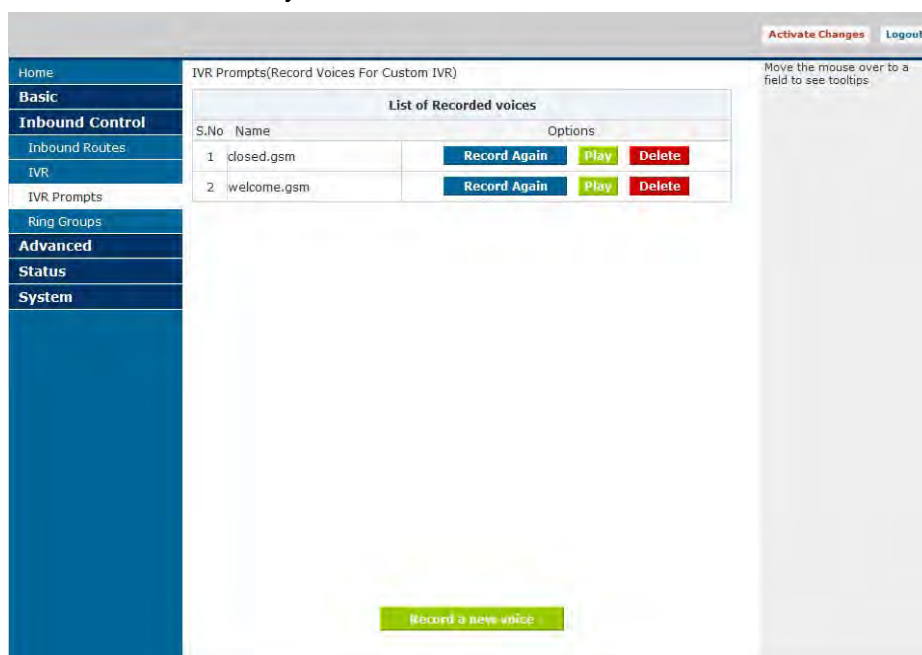 Activate Changes Logout
Home
Basic
Inbound Control
Inbound Routes
IVR
IVR Prompts
Ring Groups
Advanced
Status
System
IVR Prompts(Record Voices For Custom IVR)
List of Recorded voices
S.No Name Options
1 closed.gsm Record Again Play Delete
2 welcome.gsm Record Again Play Delete
Record a new voice
Move the mouse over to a
field to see tooltips